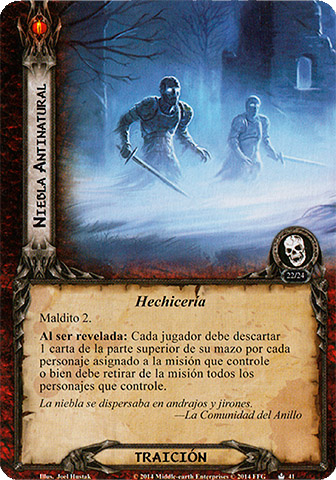 NIEBLA ANTINATURAL
22/24
Hechicería
Maldito 2.
Al ser revelada: Cada jugador debe descartar
1 carta de la parte superior de su mazo por cada
personaje asignado a la misión que controle
o bien debe retirar de la misión todos los
personajes que controle.
La niebla se dispersaba en andrajos y jirones.
—La Comunidad del Anillo
TRAICIÓN
Illus. Joel Hustak
© 2014 Middle-earth Enterprises © 2014 FFG
41